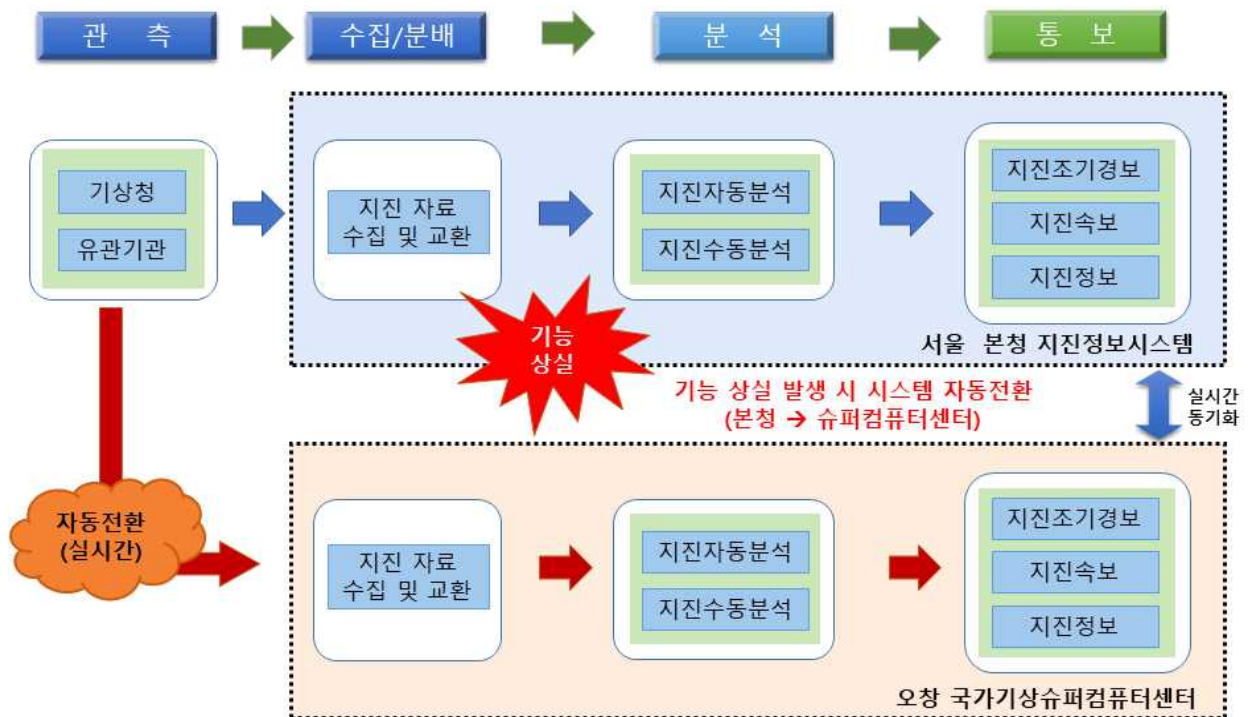 관 측
수집/분배
분 석
통 보
기상청
유관기관
지진 자료
수집 및 교환
지진자동분석
지진수동분석
지진조기경보
지진속보
지진정보
서울 본청 지진정보시스템
기능
상실
기능 상실 발생 시 시스템 자동전환
(본청 → 슈퍼컴퓨터센터)
실시간
동기화
자동전환
(실시간)
지진 자료
수집 및 교환
지진자동분석
지진수동분석
지진조기경보
지진속보
지진정보
오창 국가기상슈퍼컴퓨터센터